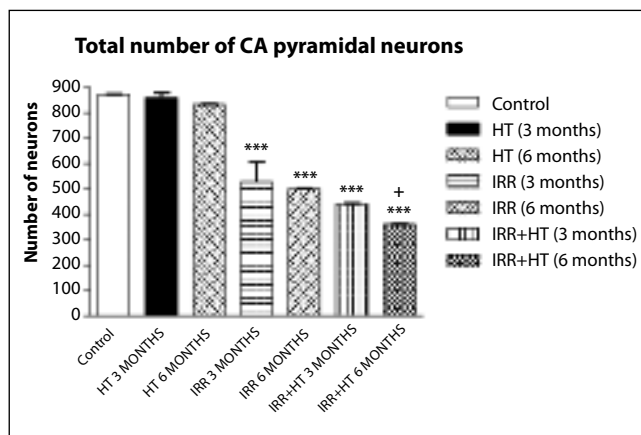 Total number of CA pyramidal neurons
Number of neurons
900
800
700
600
500
400
300
200
100
0
***
***
***
+
***
Control
HT 3 MONTHS
HT 6 MONTHS
IRR 3 MONTHS
IRR 6 MONTHS
IRR+HT 3 MONTHS
IRR+HT 6 MONTHS
Control
HT (3 months)
HT (6 months)
IRR (3 months)
IRR (6 months)
IRR+HT (3 months)
IRR+HT (6 months)